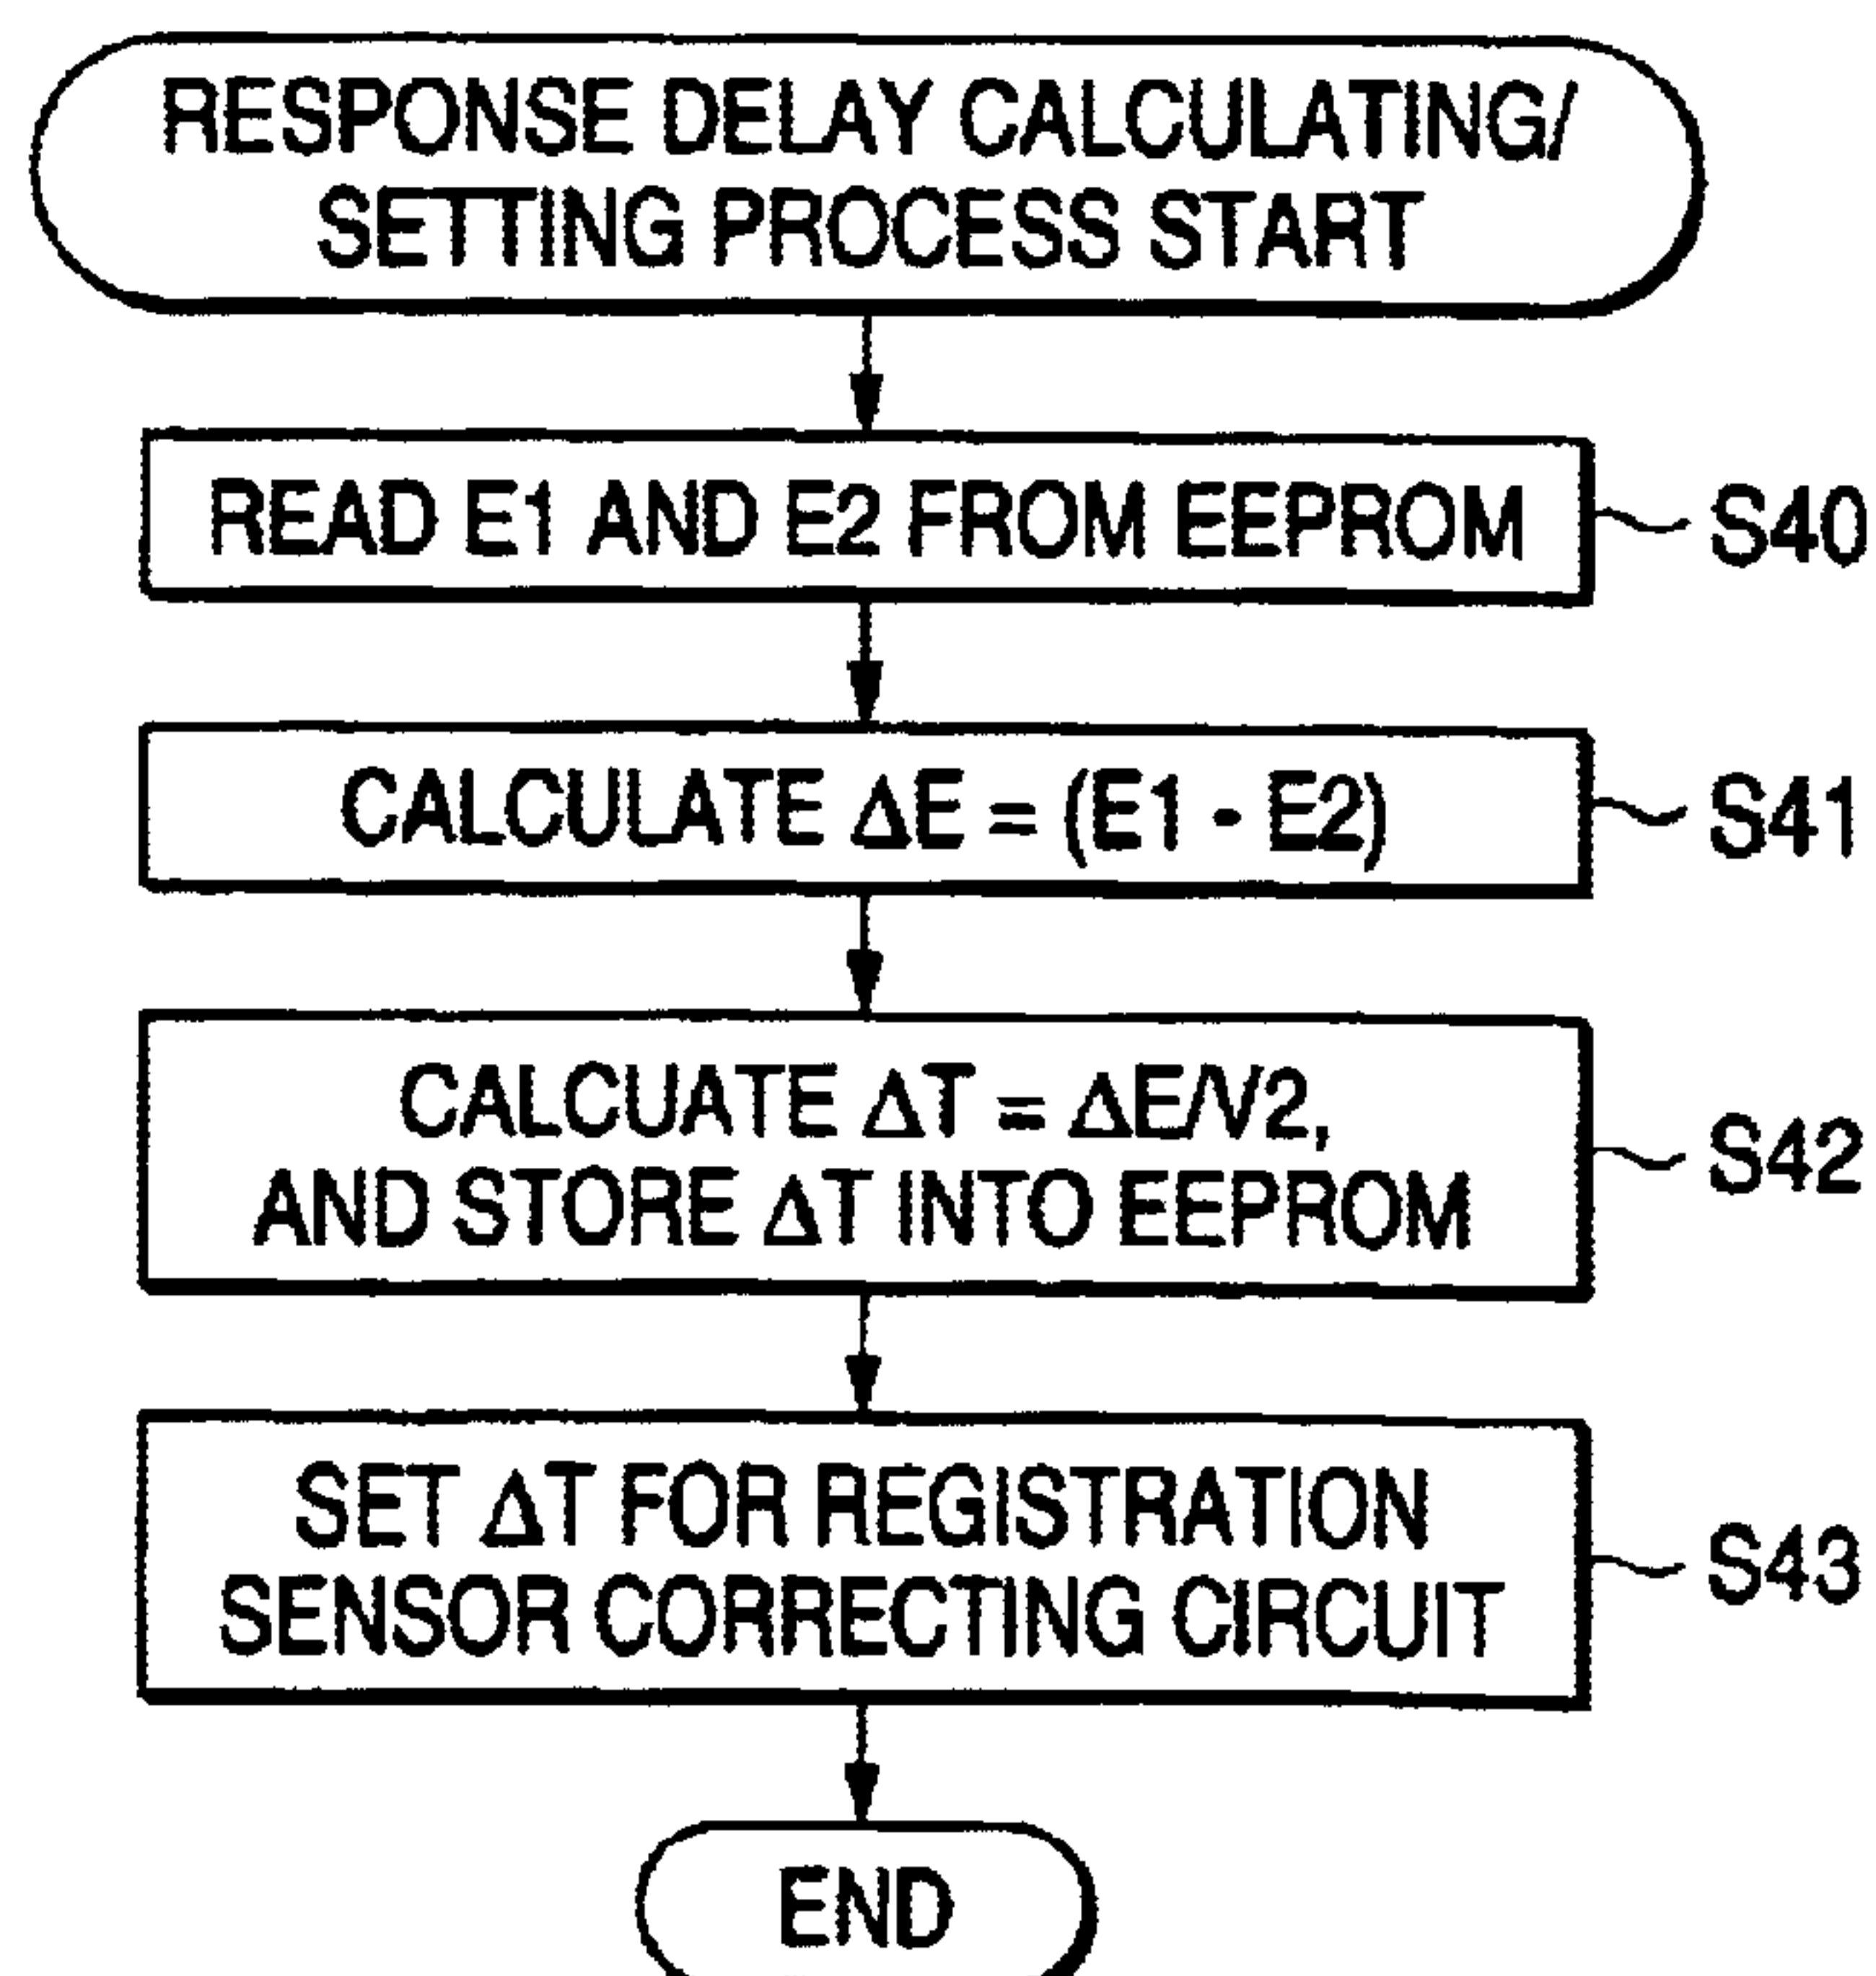 RESPONSE DELAY CALCULATING/
SETTING PROCESS START
READ E1 AND E2 FROM EEPROM
S40
CALCULATE ΔE = (E1 • E2)
S41
CALCUATE ΔT = ΔE/V2,
AND STORE ΔT INTO EEPROM
S42
SET ΔT FOR REGISTRATION
SENSOR CORRECTING CIRCUIT
S43
END